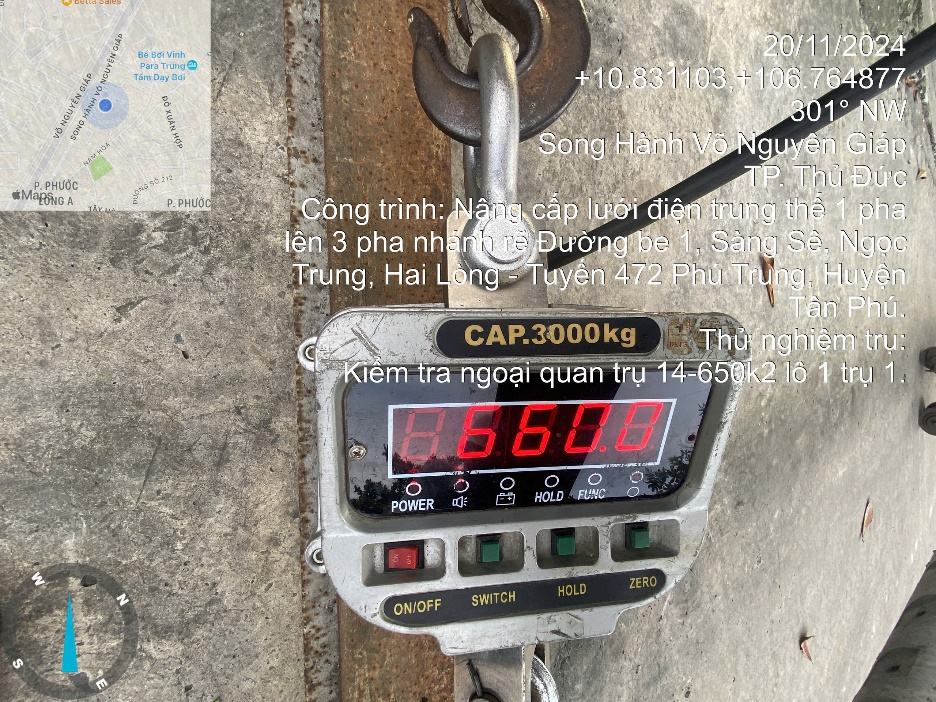 Betta Sales
Bể Bơi Vinh
Para Trung
Tâm Dạy Bơi
VÕ NGUYÊN GIÁP
SONG HÀNH VÕ NGUYÊN GIÁP
ĐỖ XUÂN HỢP
NAM HÒA
ĐƯỜNG SỐ 212
P. PHƯỚC
LONG A
Maps
P. PHƯỚC
20/11/2024
+10.831103,+106.764877
301° NW
Song Hành Võ Nguyên Giáp
TP. Thủ Đức
Công trình: Nâng cấp lưới điện trung thế 1 pha
lên 3 pha nhánh rẽ Đường be 1, Sàng Sê, Ngọc
Trung, Hai Lòng - Tuyến 472 Phú Trung, Huyện
Tân Phú.
Thử nghiệm trụ:
Kiểm tra ngoại quan trụ 14-650k2 lô 1 trụ 1.
CAP.3000kg
660.0
POWER
HOLD
FUNC
ON/OFF
SWITCH
HOLD
ZERO
W
N
S
E